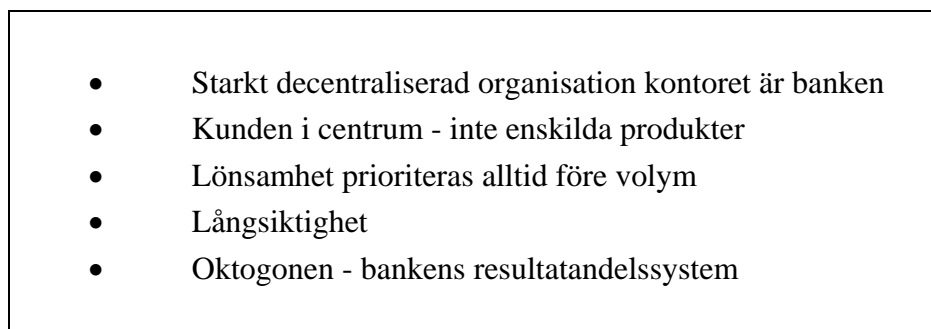 • Starkt decentraliserad organisation kontoret är banken
• Kunden i centrum - inte enskilda produkter
• Lönsamhet prioriteras alltid före volym
• Långsiktighet
• Oktogonen - bankens resultatandelssystem